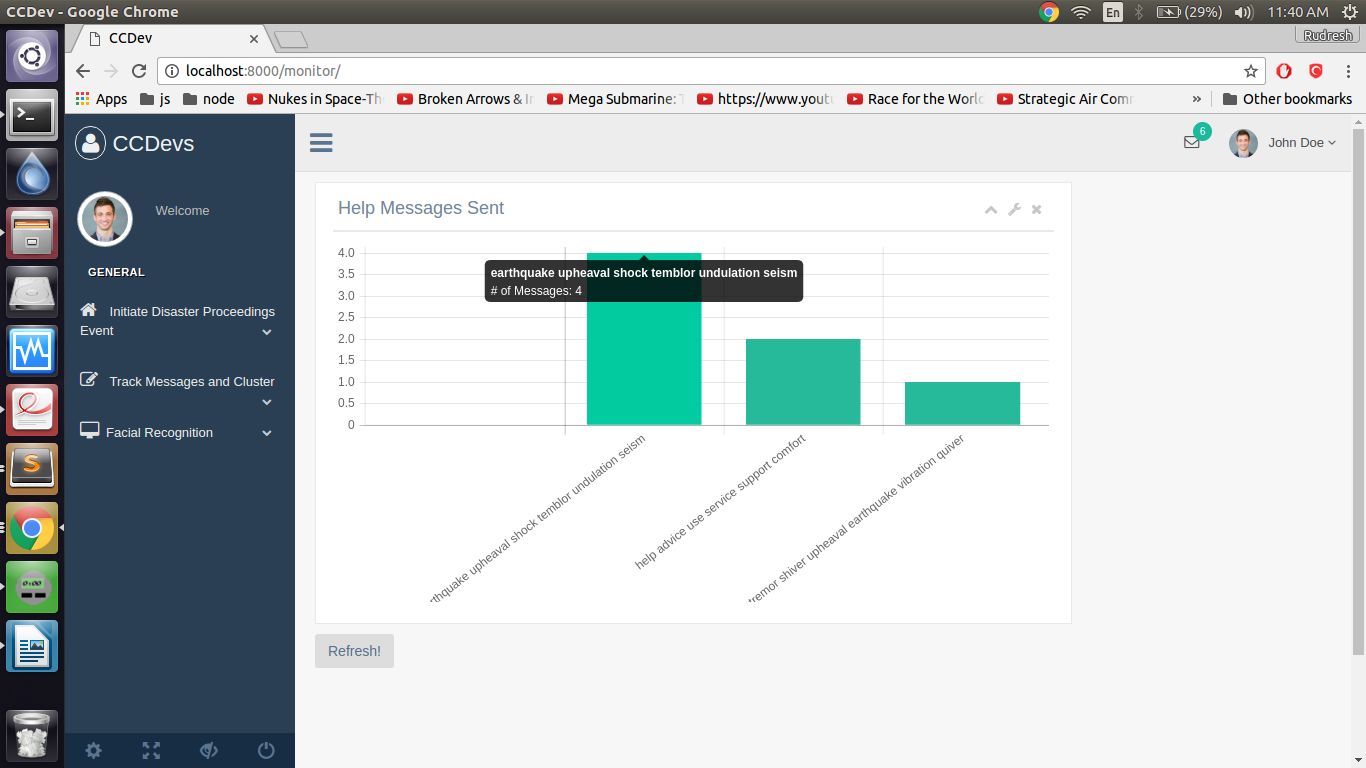 CCDev - Google Chrome
En
(29%)
11:40 AM
CCDev
Rudresh
localhost:8000/monitor/
Apps
js
node
Nukes in Space-Th
Broken Arrows & I
Mega Submarine:
https://www.yout
Race for the World
Strategic Air Com
»
Other bookmarks
CCDevs
6
John Doe
Welcome
GENERAL
Initiate Disaster Proceedings
Event
Track Messages and Cluster
Facial Recognition
Help Messages Sent
4.0
3.5
3.0
2.5
2.0
1.5
1.0
0.5
0
earthquake upheaval shock temblor undulation seism
# of Messages: 4
rthquake upheaval shock temblor undulation seism
help advice use service support comfort
tremor shiver upheaval earthquake vibration quiver
Refresh!